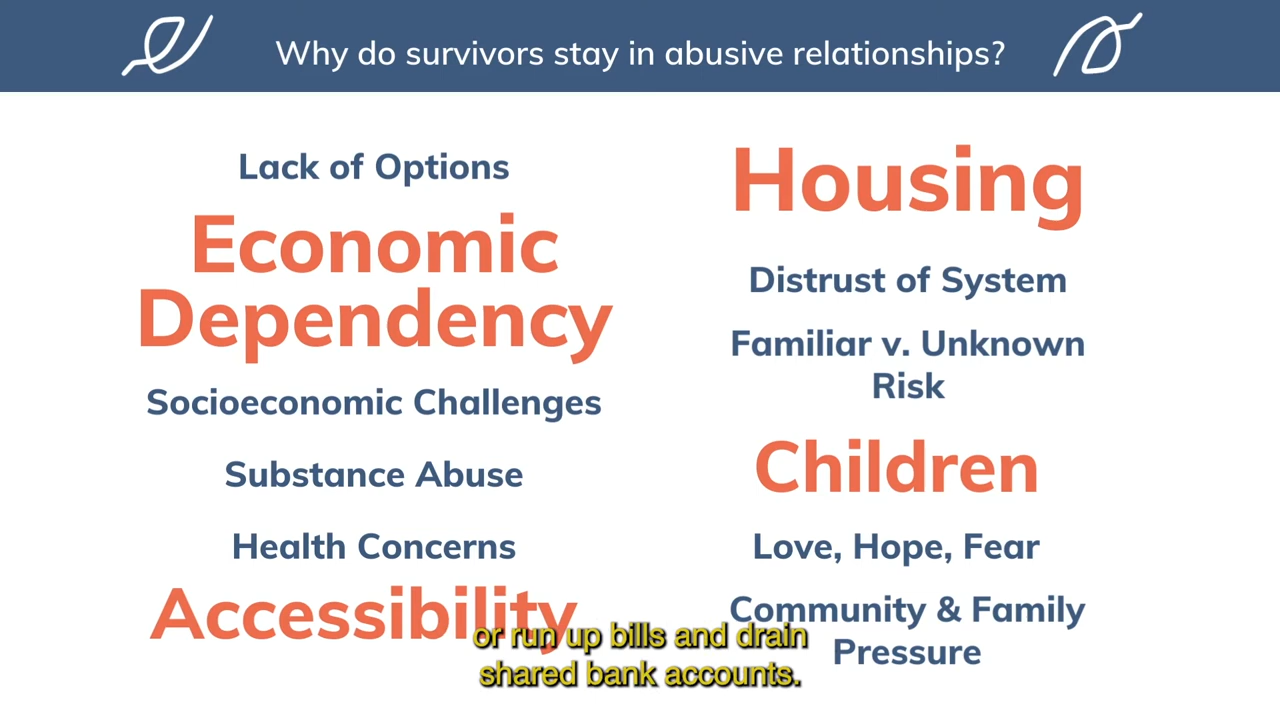 Why do survivors stay in abusive relationships?
Lack of Options
Economic
Dependency
Socioeconomic Challenges
Substance Abuse
Health Concerns
Accessibility
Housing
Distrust of System
Familiar v. Unknown
Risk
Children
Love, Hope, Fear
Community & Family
Pressure
or run up bills and drain
shared bank accounts.